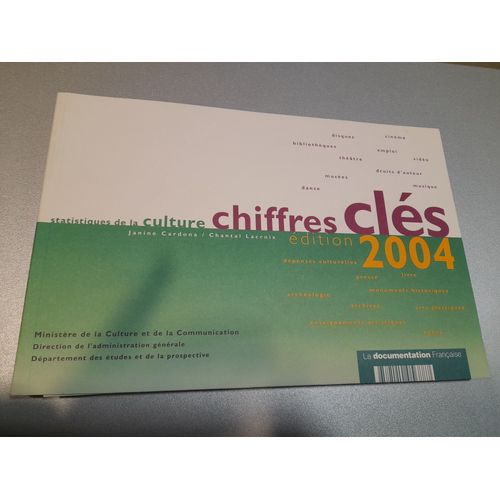 disques cinéma
bibliothèques emploi
théâtre vidéo
musées droits d'auteur
danse musique
statistiques de la culture chiffres clés
Janine Cardona / Chantal Lacroix édition 2004
dépenses culturelles
presse livre
archéologie monuments historiques
archives arts plastiques
enseignements artistiques
Ministère de la Culture et de la Communication
Direction de l'administration générale
Département des études et de la prospective
La documentation Française